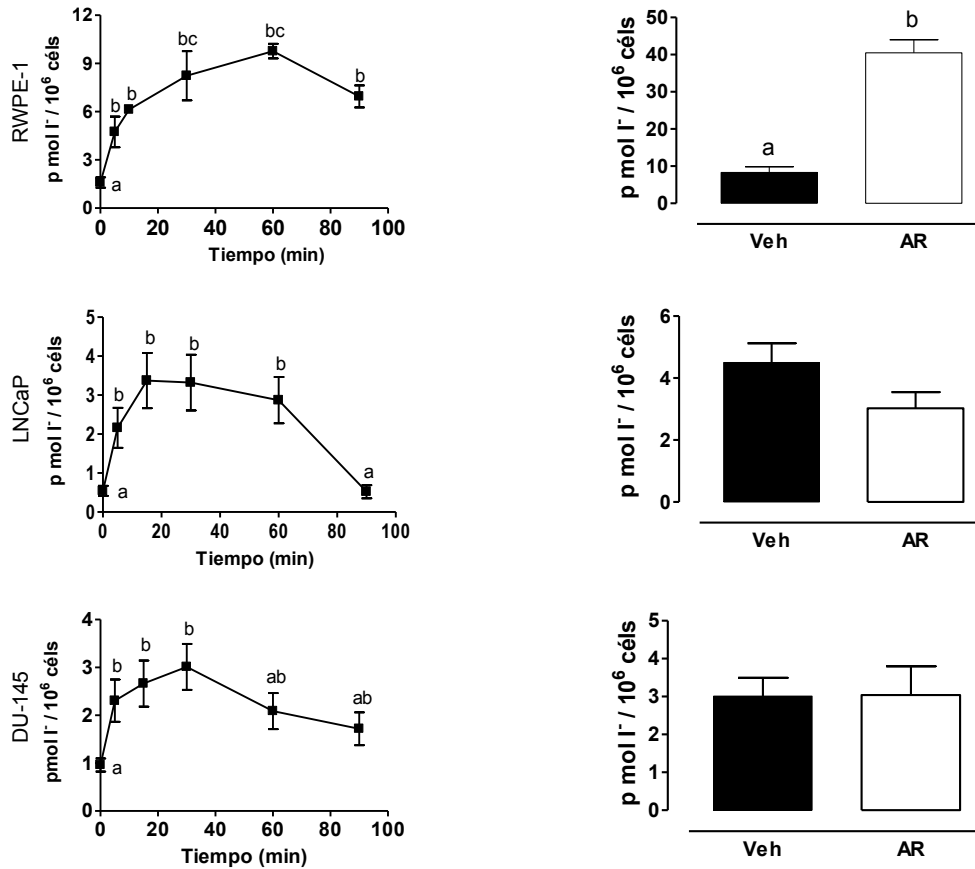 RWPE-1
p mol I⁻ / 10⁶ céls
12
9
6
3
0
a
b
b
bc
bc
b
0 20 40 60 80 100
Tiempo (min)
p mol I⁻ / 10⁶ céls
50
40
30
20
10
0
a
b
Veh AR
LNCaP
p mol I⁻ / 10⁶ céls
5
4
3
2
1
0
a
b
b
b
b
a
0 20 40 60 80 100
Tiempo (min)
p mol I⁻ / 10⁶ céls
6
4
2
0
Veh AR
DU-145
pmol I⁻ / 10⁶ céls
4
3
2
1
0
a
b
b
b
ab
ab
0 20 40 60 80 100
Tiempo (min)
p mol I⁻ / 10⁶ céls
5
4
3
2
1
0
Veh AR